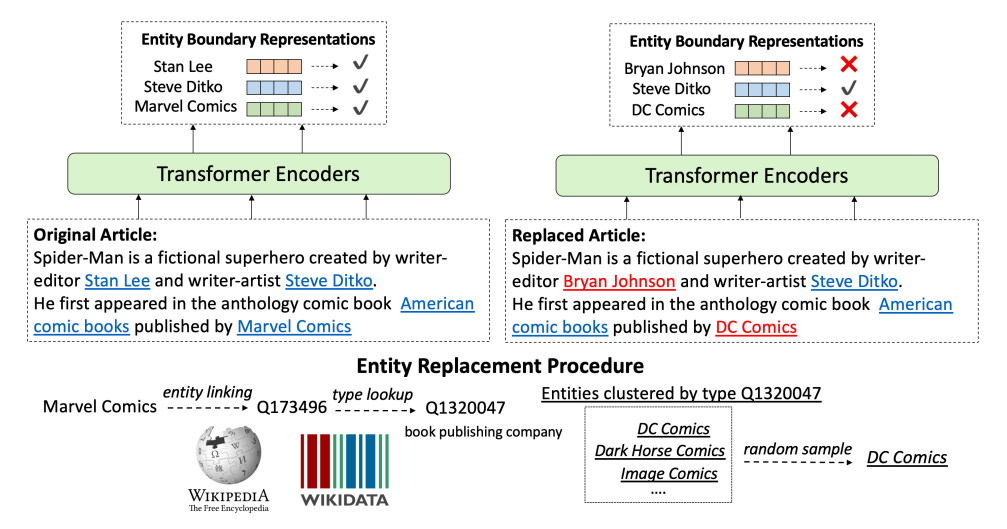 Entity Boundary Representations
Stan Lee
Steve Ditko
Marvel Comics
Transformer Encoders
Original Article:
Spider-Man is a fictional superhero created by writer-
editor Stan Lee and writer-artist Steve Ditko.
He first appeared in the anthology comic book American
comic books published by Marvel Comics
Entity Boundary Representations
Bryan Johnson
Steve Ditko
DC Comics
Transformer Encoders
Replaced Article:
Spider-Man is a fictional superhero created by writer-
editor Bryan Johnson and writer-artist Steve Ditko.
He first appeared in the anthology comic book American
comic books published by DC Comics
Entity Replacement Procedure
Marvel Comics entity linking Q173496 type lookup Q1320047
book publishing company
WIKIPEDIA
The Free Encyclopedia
WIKIDATA
Entities clustered by type Q1320047
DC Comics
Dark Horse Comics
Image Comics
....
random sample
DC Comics